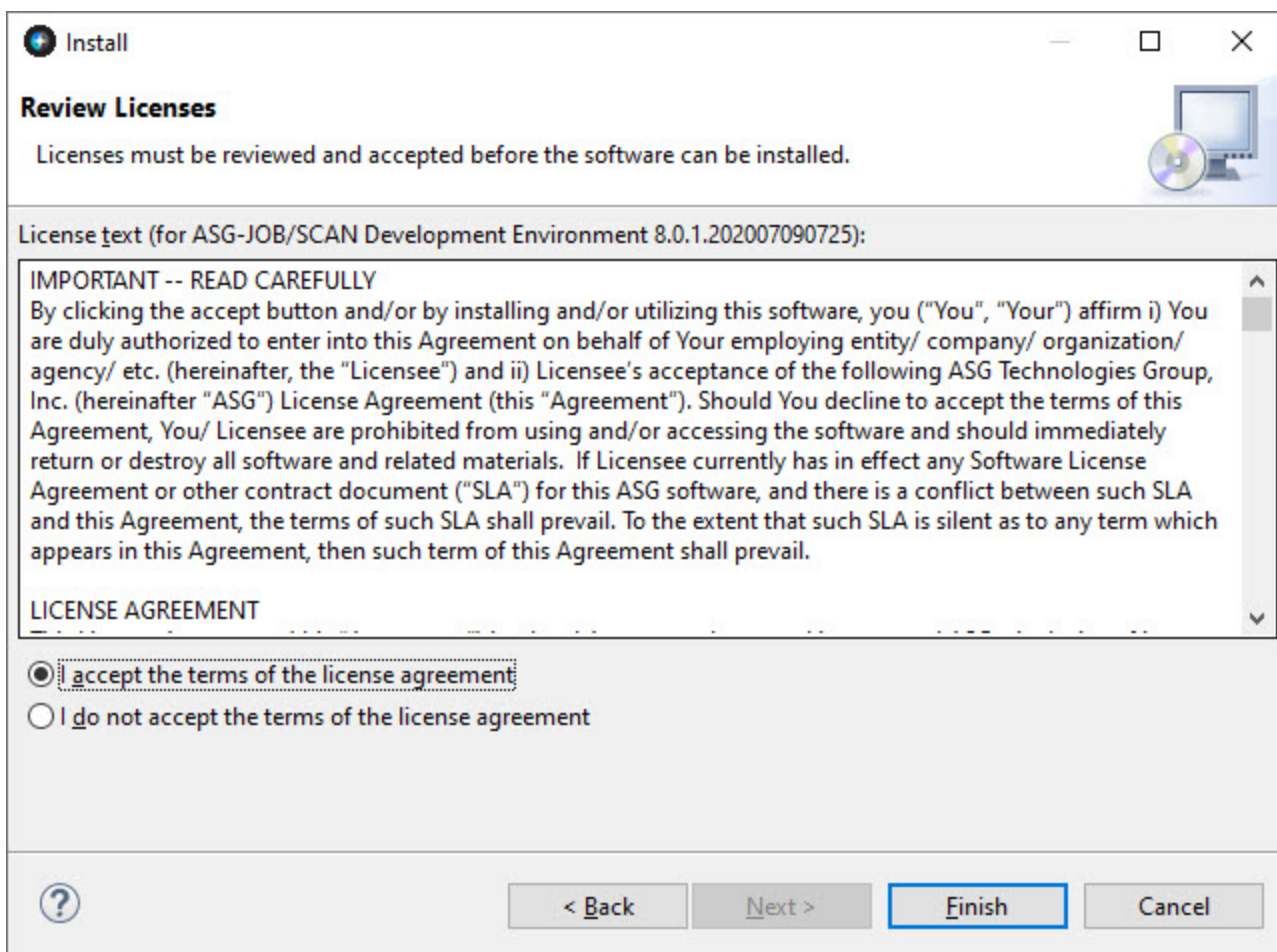 Install
Review Licenses
Licenses must be reviewed and accepted before the software can be installed.
License text (for ASG-JOB/SCAN Development Environment 8.0.1.202007090725):
IMPORTANT -- READ CAREFULLY
By clicking the accept button and/or by installing and/or utilizing this software, you (“You”, “Your”) affirm i) You
are duly authorized to enter into this Agreement on behalf of Your employing entity/ company/ organization/
agency/ etc. (hereinafter, the “Licensee”) and ii) Licensee’s acceptance of the following ASG Technologies Group,
Inc. (hereinafter “ASG”) License Agreement (this “Agreement”). Should You decline to accept the terms of this
Agreement, You/ Licensee are prohibited from using and/or accessing the software and should immediately
return or destroy all software and related materials.  If Licensee currently has in effect any Software License
Agreement or other contract document (“SLA”) for this ASG software, and there is a conflict between such SLA
and this Agreement, the terms of such SLA shall prevail. To the extent that such SLA is silent as to any term which
appears in this Agreement, then such term of this Agreement shall prevail.
LICENSE AGREEMENT
I accept the terms of the license agreement
I do not accept the terms of the license agreement
? < Back Next > Finish Cancel